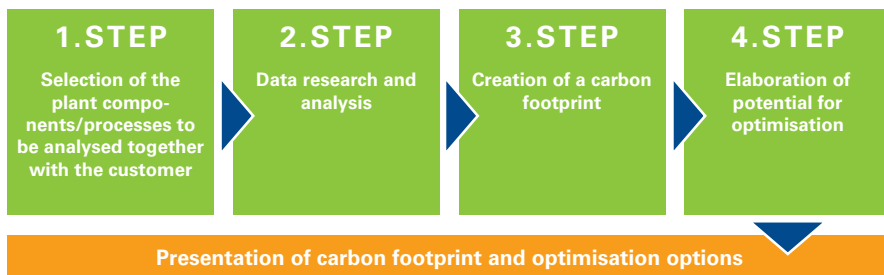 1.STEP
Selection of the
plant compo-
nents/processes to
be analysed together
with the customer
2.STEP
Data research and
analysis
3.STEP
Creation of a carbon
footprint
4.STEP
Elaboration of
potential for
optimisation
Presentation of carbon footprint and optimisation options